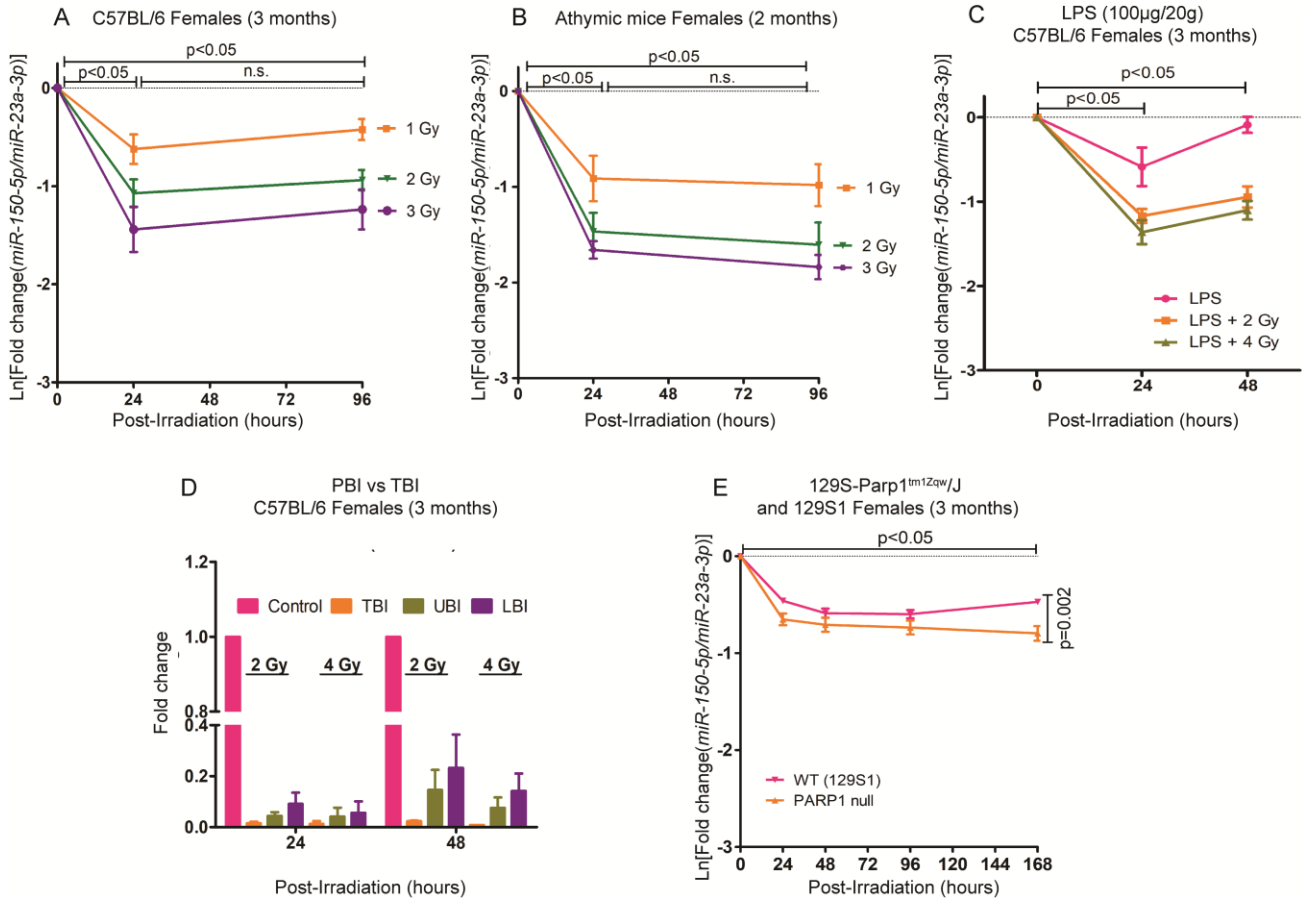 A
C57BL/6 Females (3 months)
p<0.05
p<0.05
n.s.
Ln[Fold change(miR-150-5p/miR-23a-3p)]
0
-1
-2
-3
1 Gy
2 Gy
3 Gy
0 24 48 72 96
Post-Irradiation (hours)
B
Athymic mice Females (2 months)
p<0.05
p<0.05
n.s.
Ln[Fold change(miR-150-5p/miR-23a-3p)]
0
-1
-2
-3
1 Gy
2 Gy
3 Gy
0 24 48 72 96
Post-Irradiation (hours)
C
LPS (100µg/20g)
C57BL/6 Females (3 months)
p<0.05
p<0.05
Ln[Fold change(miR-150-5p/miR-23a-3p)]
0
-1
-2
-3
LPS
LPS + 2 Gy
LPS + 4 Gy
0 24 48
Post-Irradiation (hours)
D
PBI vs TBI
C57BL/6 Females (3 months)
Fold change
1.2
1.0
0.8
0.4
0.2
0.0
Control TBI UBI LBI
2 Gy 4 Gy 2 Gy 4 Gy
24 48
Post-Irradiation (hours)
E
129S-Parp1tm1Zqw/J
and 129S1 Females (3 months)
p<0.05
Ln[Fold change(miR-150-5p/miR-23a-3p)]
0
-1
-2
-3
p=0.002
WT (129S1)
PARP1 null
0 24 48 72 96 120 144 168
Post-Irradiation (hours)